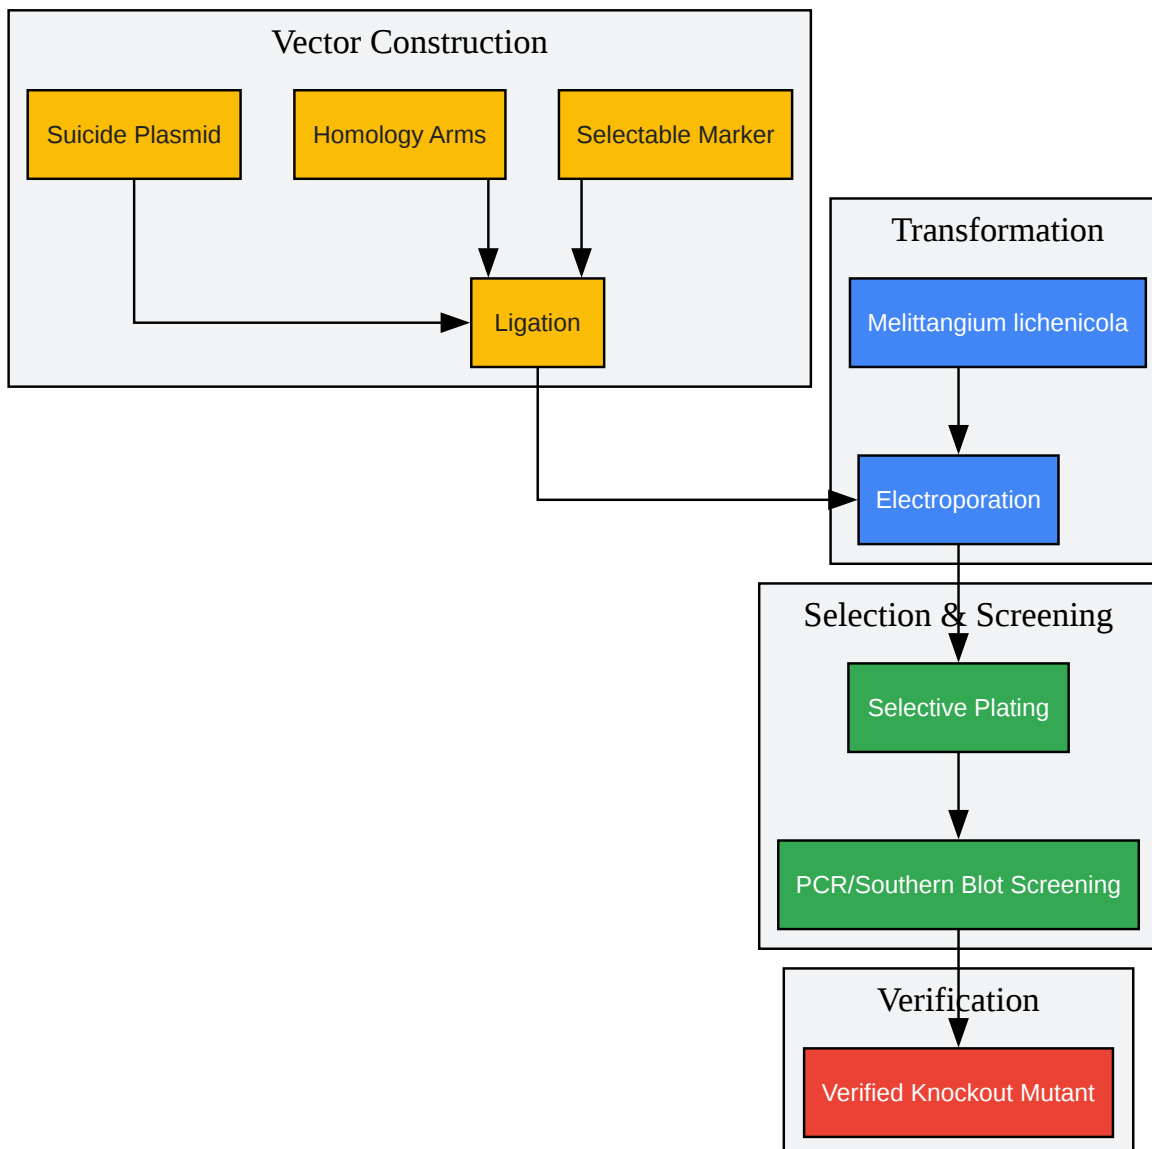 Vector Construction
Suicide Plasmid
Homology Arms
Selectable Marker
Ligation
Transformation
Melittangium lichenicola
Electroporation
Selection & Screening
Selective Plating
PCR/Southern Blot Screening
Verification
Verified Knockout Mutant